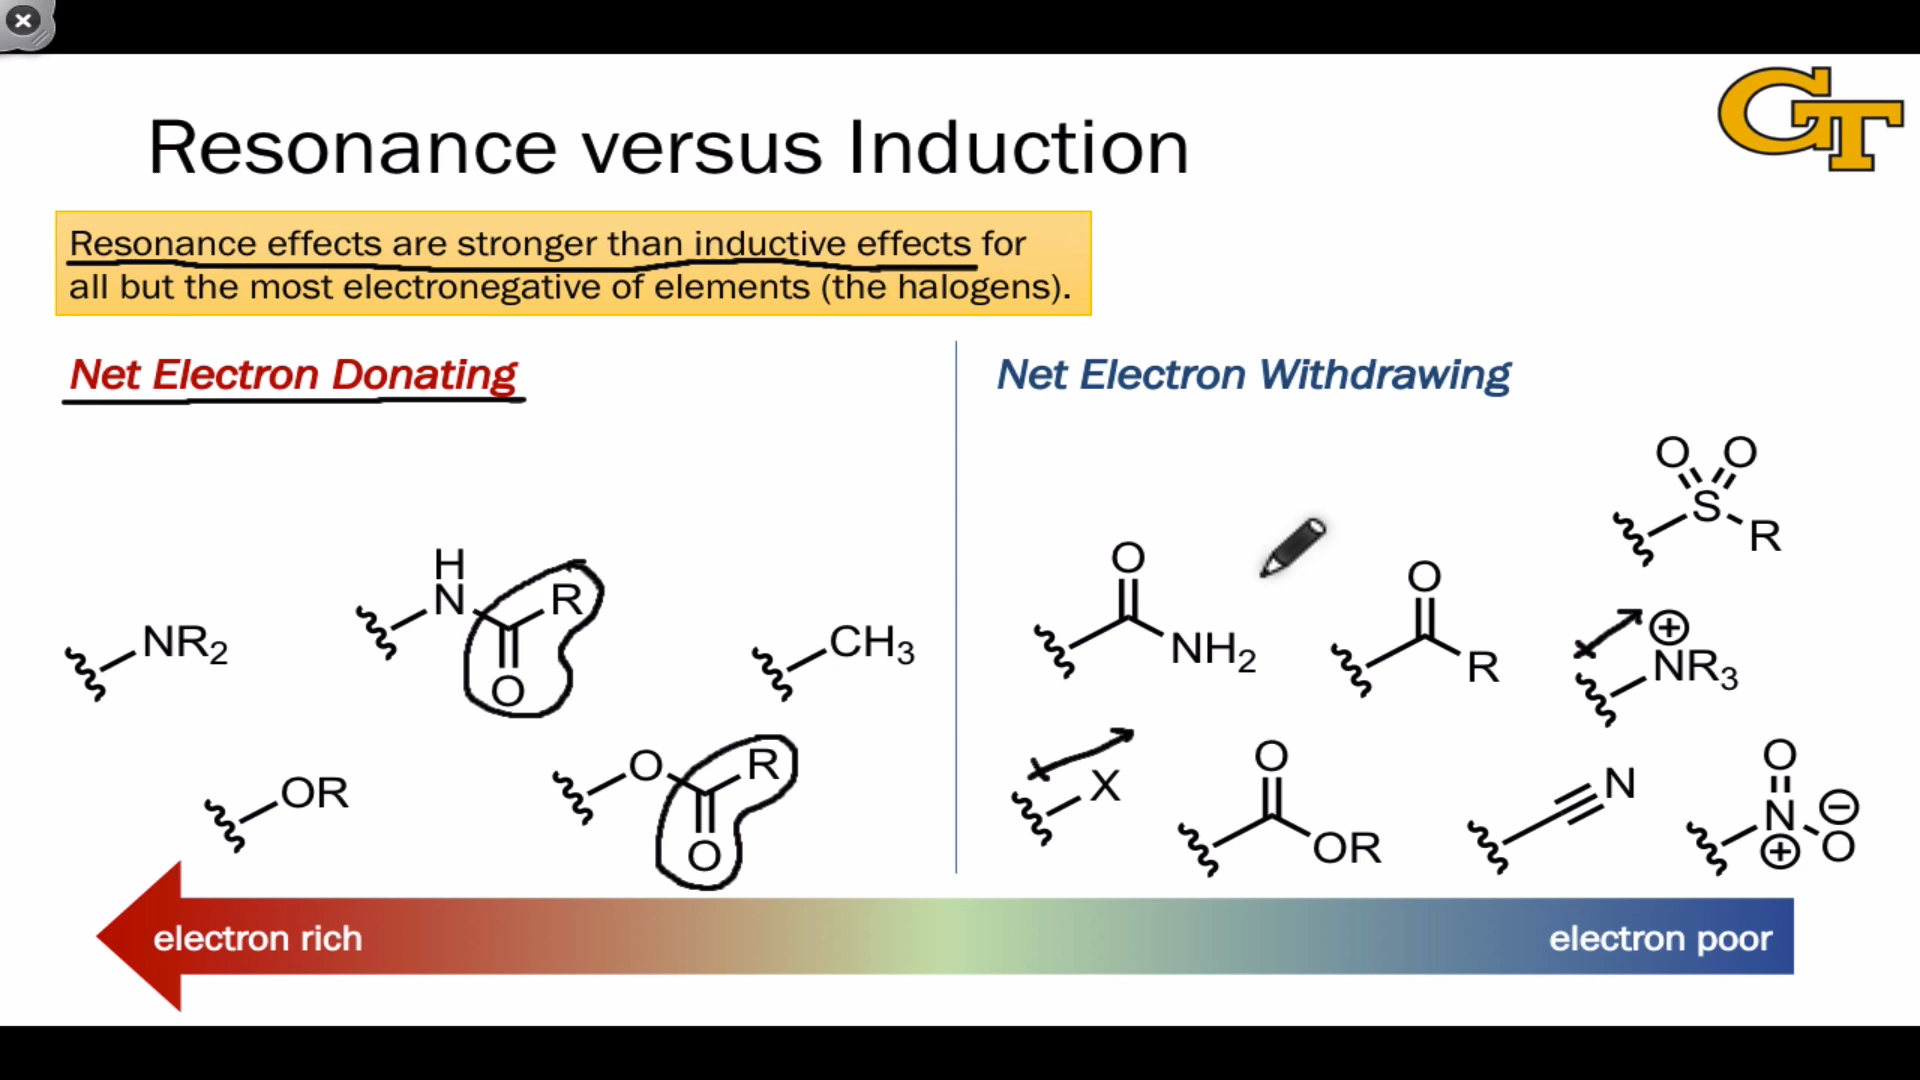 GT
Resonance versus Induction
Resonance effects are stronger than inductive effects for
all but the most electronegative of elements (the halogens).
Net Electron Donating
Net Electron Withdrawing
NR₂
H
N
R
O
CH₃
OR
O
R
O
O
NH₂
O
R
O O
S
R
⊕
NR₃
X
O
OR
N
O
N ⊖
⊕ O
electron rich
electron poor